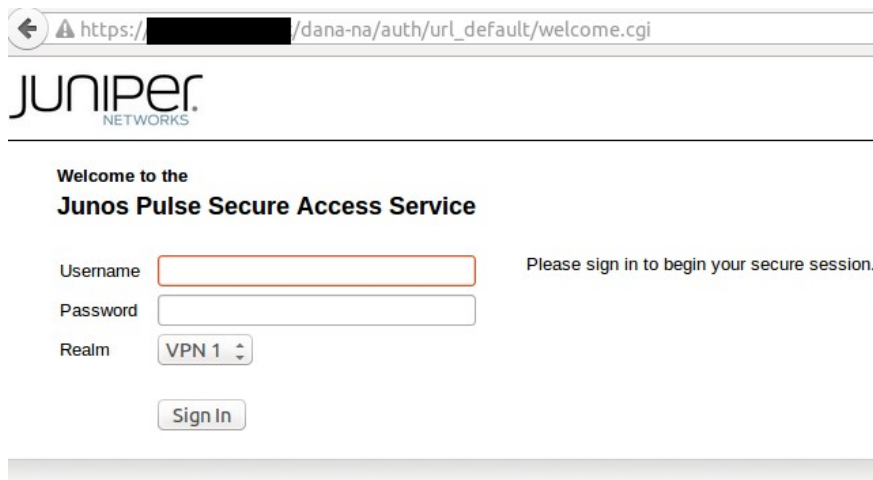 https:// /dana-na/auth/url_default/welcome.cgi
JUNIPER
NETWORKS
Welcome to the
Junos Pulse Secure Access Service
Username
Please sign in to begin your secure session.
Password
Realm
VPN 1
Sign In